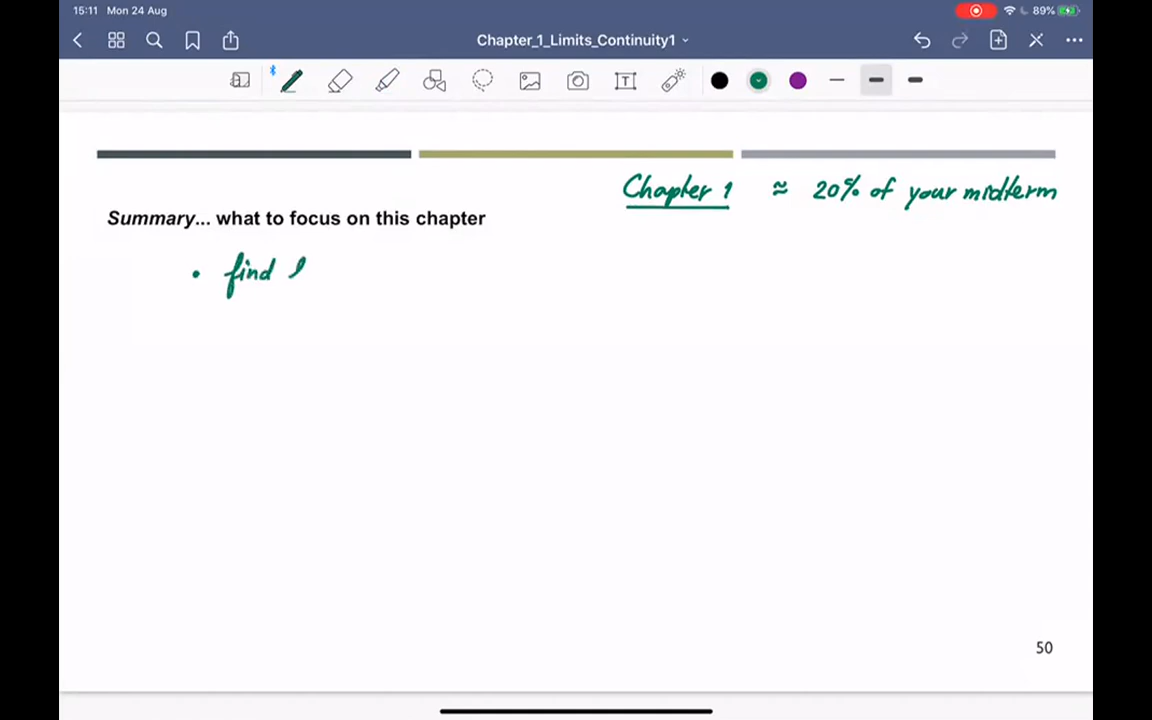 15:11 Mon 24 Aug 89%
Chapter_1_Limits_Continuity1
T
Chapter 1 ≈ 20% of your midterm
Summary... what to focus on this chapter
• find l
50